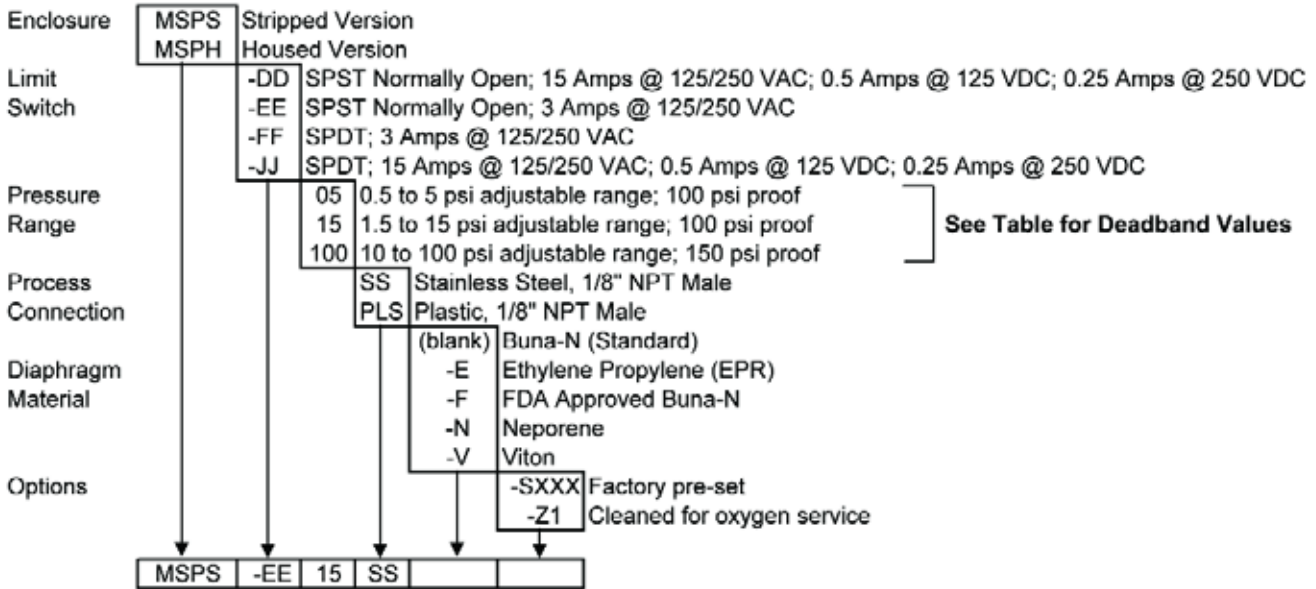 Enclosure MSPS Stripped Version
MSPH Housed Version
Limit -DD SPST Normally Open; 15 Amps @ 125/250 VAC; 0.5 Amps @ 125 VDC; 0.25 Amps @ 250 VDC
Switch -EE SPST Normally Open; 3 Amps @ 125/250 VAC
-FF SPDT; 3 Amps @ 125/250 VAC
-JJ SPDT; 15 Amps @ 125/250 VAC; 0.5 Amps @ 125 VDC; 0.25 Amps @ 250 VDC
Pressure 05 0.5 to 5 psi adjustable range; 100 psi proof
Range 15 1.5 to 15 psi adjustable range; 100 psi proof See Table for Deadband Values
100 10 to 100 psi adjustable range; 150 psi proof
Process SS Stainless Steel, 1/8" NPT Male
Connection PLS Plastic, 1/8" NPT Male
(blank) Buna-N (Standard)
Diaphragm -E Ethylene Propylene (EPR)
Material -F FDA Approved Buna-N
-N Neporene
-V Viton
Options -SXXX Factory pre-set
-Z1 Cleaned for oxygen service
MSPS -EE 15 SS